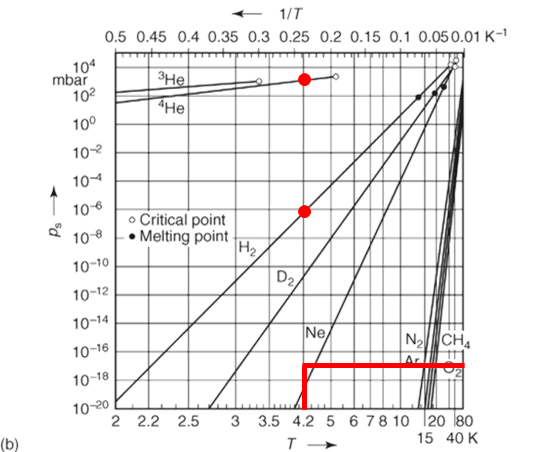 ← 1/T
0.5 0.45 0.4 0.35 0.3 0.25 0.2 0.15 0.1 0.05 0.01 K⁻¹
10⁴
mbar
³He
10²
⁴He
10⁰
10⁻²
10⁻⁴
10⁻⁶
○ Critical point
● Melting point
pₛ →
10⁻⁸
H₂
10⁻¹⁰
D₂
10⁻¹²
10⁻¹⁴
Ne
N₂ CH₄
10⁻¹⁶
Ar
O₂
10⁻¹⁸
10⁻²⁰
2 2.2 2.5 3 3.5 4.2 5 6 7 8 10 20 80
15 40 K
T →
(b)